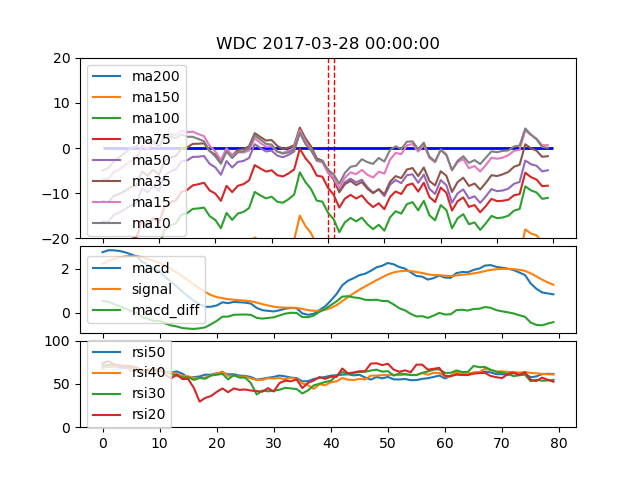 WDC 2017-03-28 00:00:00
20
10
0
−10
−20
ma200
ma150
ma100
ma75
ma50
ma35
ma15
ma10
2
0
macd
signal
macd_diff
100
50
0
rsi50
rsi40
rsi30
rsi20
0 10 20 30 40 50 60 70 80